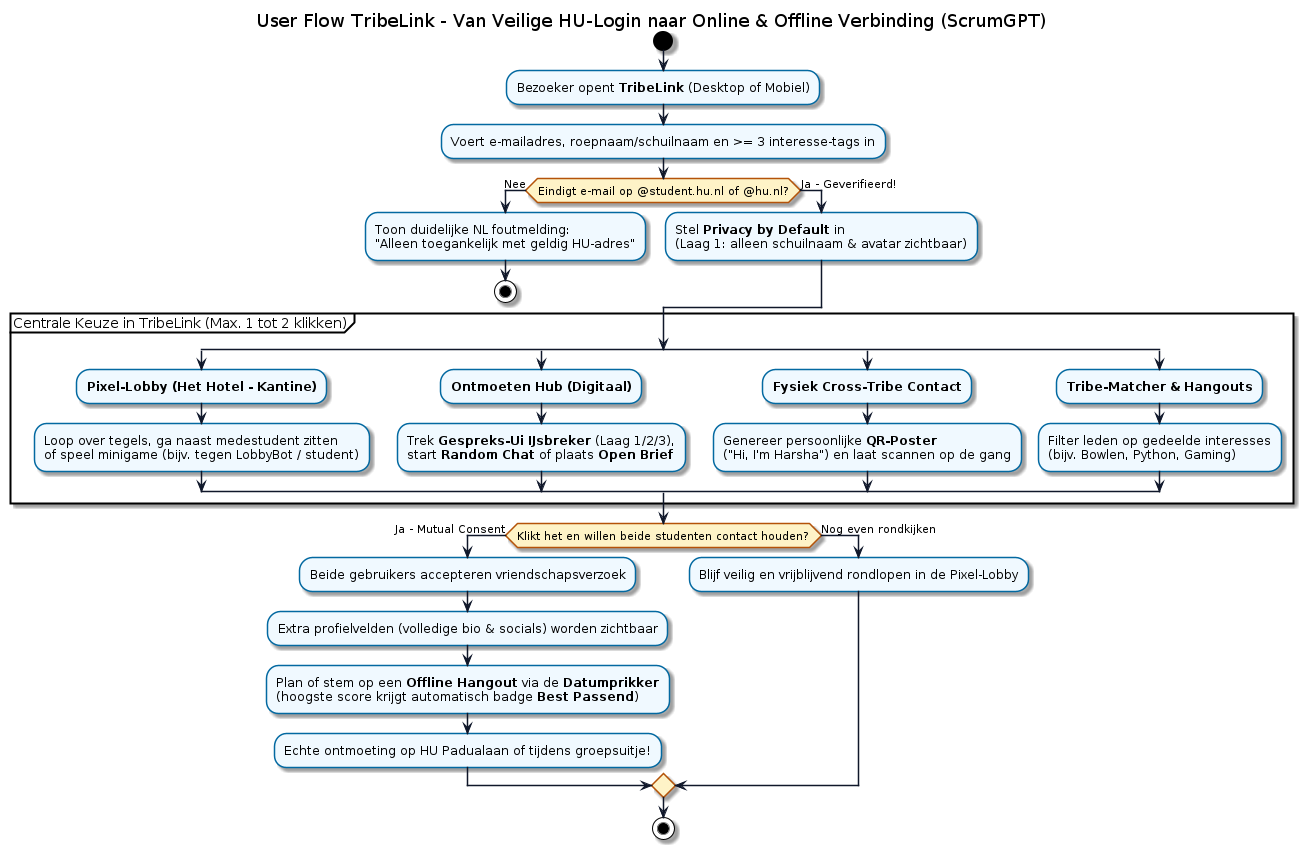 User Flow TribeLink - Van Veilige HU-Login naar Online & Offline Verbinding (ScrumGPT)
Bezoeker opent TribeLink (Desktop of Mobiel)
Voert e-mailadres, roepnaam/schuilnaam en >= 3 interesse-tags in
Nee
Eindigt e-mail op @student.hu.nl of @hu.nl?
Ja - Geverifieerd!
Toon duidelijke NL foutmelding:
"Alleen toegankelijk met geldig HU-adres"
Stel Privacy by Default in
(Laag 1: alleen schuilnaam & avatar zichtbaar)
Centrale Keuze in TribeLink (Max. 1 tot 2 klikken)
Pixel-Lobby (Het Hotel - Kantine)
Loop over tegels, ga naast medestudent zitten
of speel minigame (bijv. tegen LobbyBot / student)
Ontmoeten Hub (Digitaal)
Trek Gespreks-Ui IJsbreker (Laag 1/2/3),
start Random Chat of plaats Open Brief
Fysiek Cross-Tribe Contact
Genereer persoonlijke QR-Poster
("Hi, I'm Harsha") en laat scannen op de gang
Tribe-Matcher & Hangouts
Filter leden op gedeelde interesses
(bijv. Bowlen, Python, Gaming)
Ja - Mutual Consent
Klikt het en willen beide studenten contact houden?
Nog even rondkijken
Beide gebruikers accepteren vriendschapsverzoek
Extra profielvelden (volledige bio & socials) worden zichtbaar
Plan of stem op een Offline Hangout via de Datumprikker
(hoogste score krijgt automatisch badge Best Passend)
Echte ontmoeting op HU Padualaan of tijdens groepsuitje!
Blijf veilig en vrijblijvend rondlopen in de Pixel-Lobby